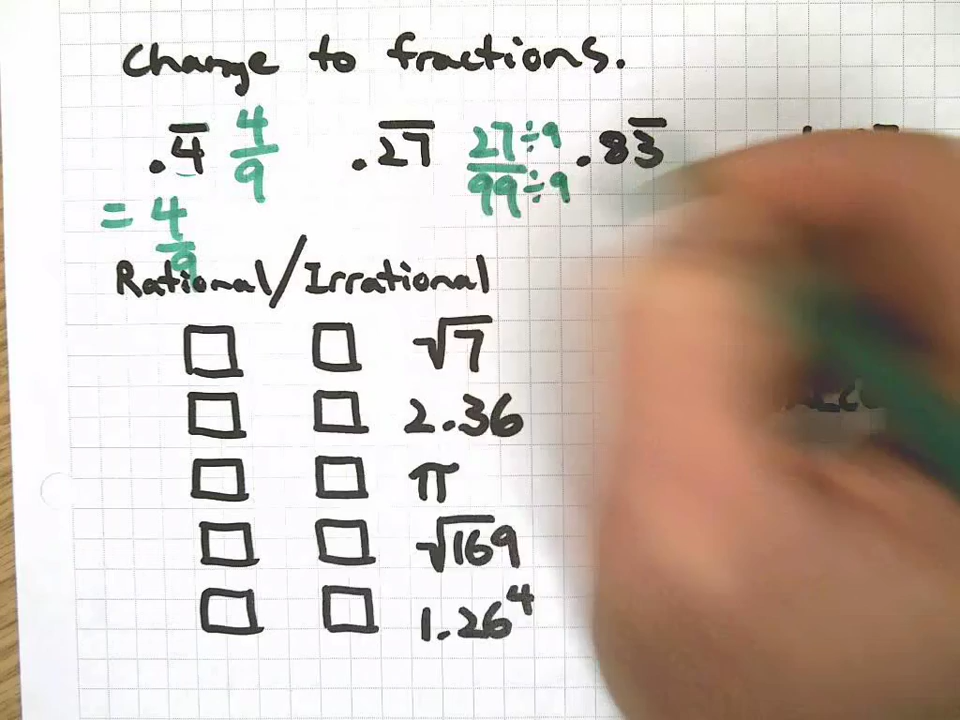 Change to fractions.
.4̅ 4/9 .2̅7̅ 27÷9/99÷9 .83̅
= 4/9
Rational/Irrational
□ □ √7
□ □ 2.36
□ □ π
□ □ √169
□ □ 1.26⁴